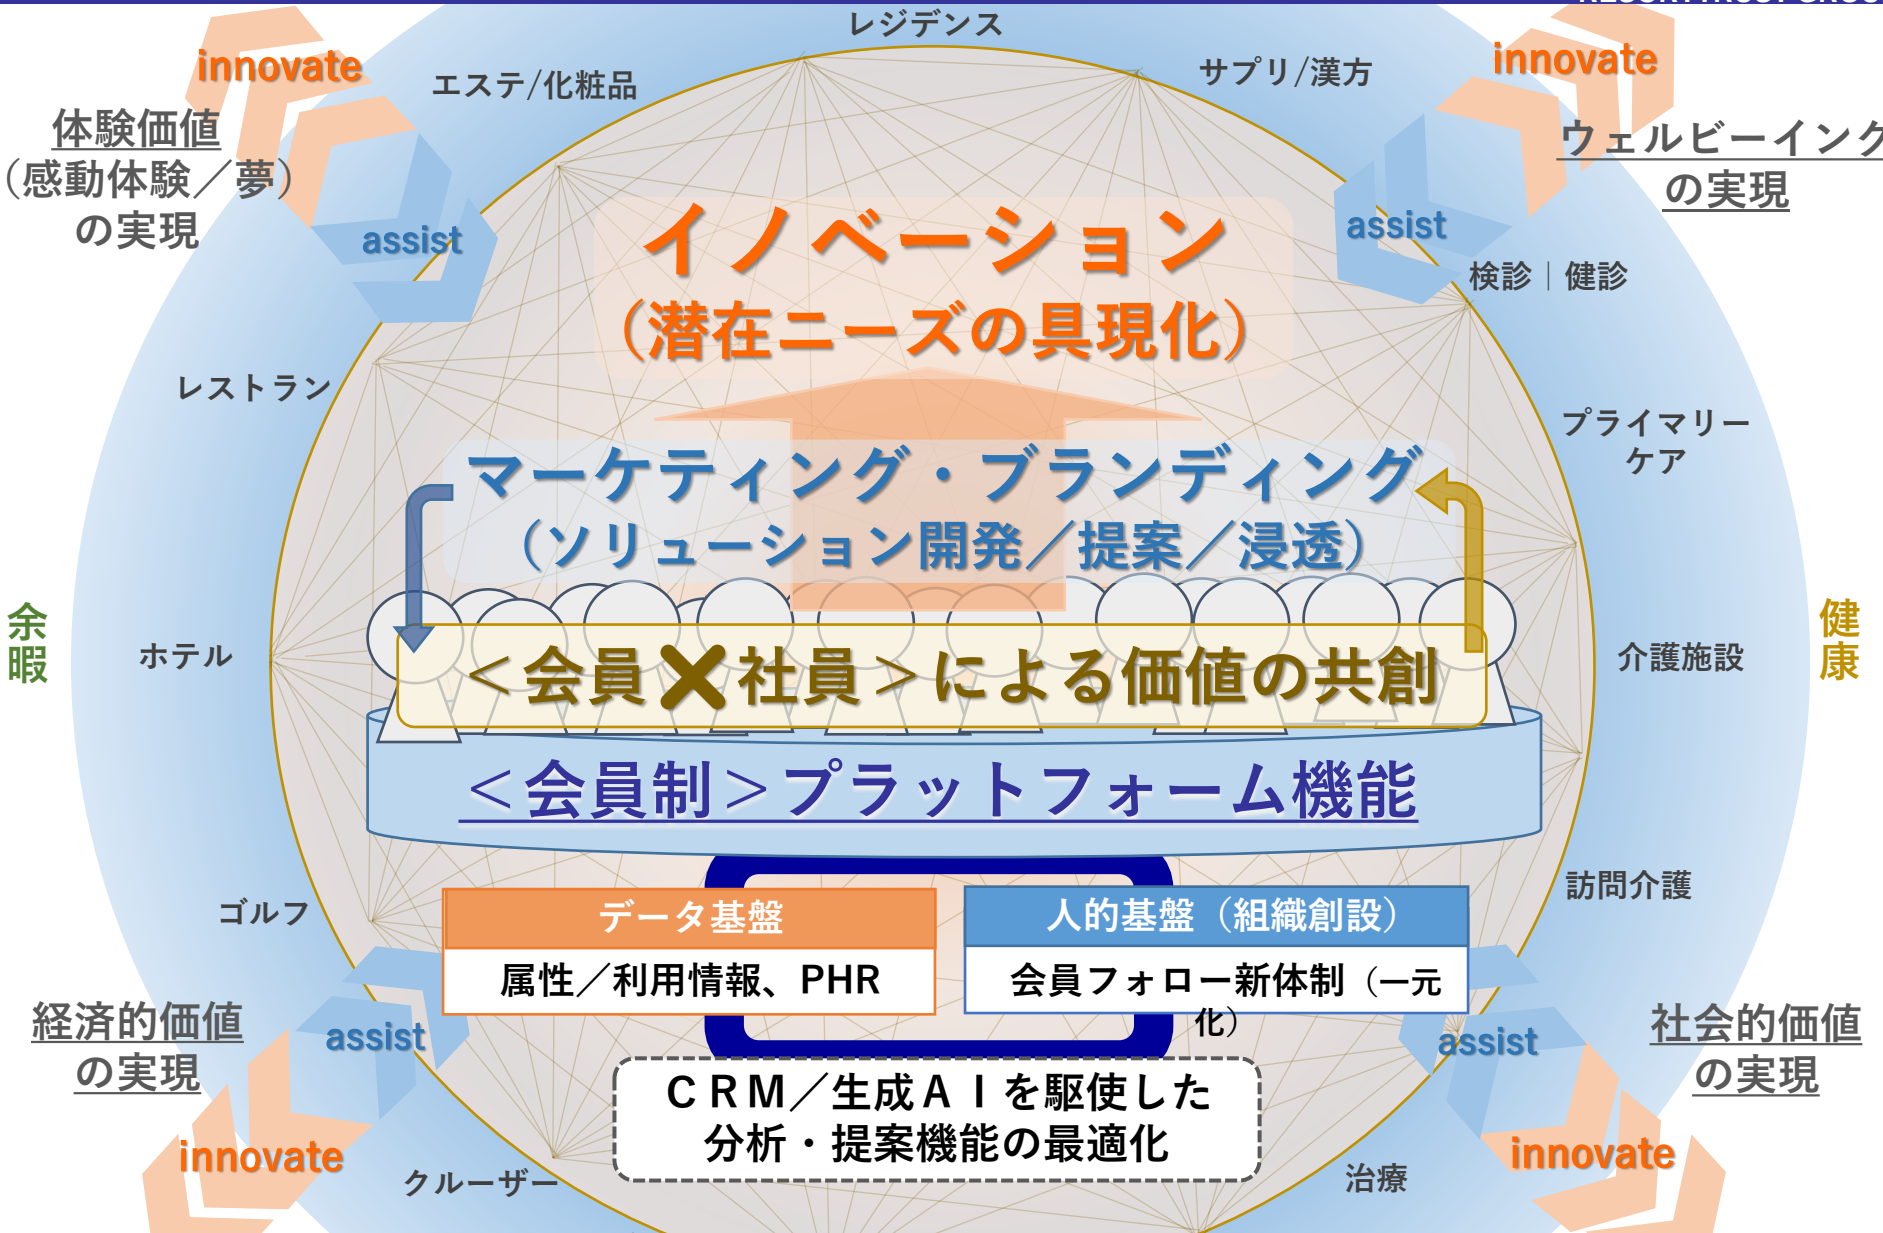 レジデンス
innovate
エステ/化粧品
サプリ/漢方
innovate
体験価値
（感動体験／夢）
の実現
assist
ウェルビーイング
の実現
assist
イノベーション
（潜在ニーズの具現化）
検診｜健診
レストラン
プライマリー
ケア
マーケティング・ブランディング
（ソリューション開発／提案／浸透）
余暇
健康
ホテル
介護施設
＜会員✖社員＞による価値の共創
＜会員制＞プラットフォーム機能
ゴルフ
訪問介護
データ基盤
属性／利用情報、PHR
人的基盤（組織創設）
会員フォロー新体制（一元
化）
経済的価値
の実現
assist
innovate
社会的価値
の実現
assist
innovate
ＣＲＭ／生成ＡＩを駆使した
分析・提案機能の最適化
クルーザー
治療